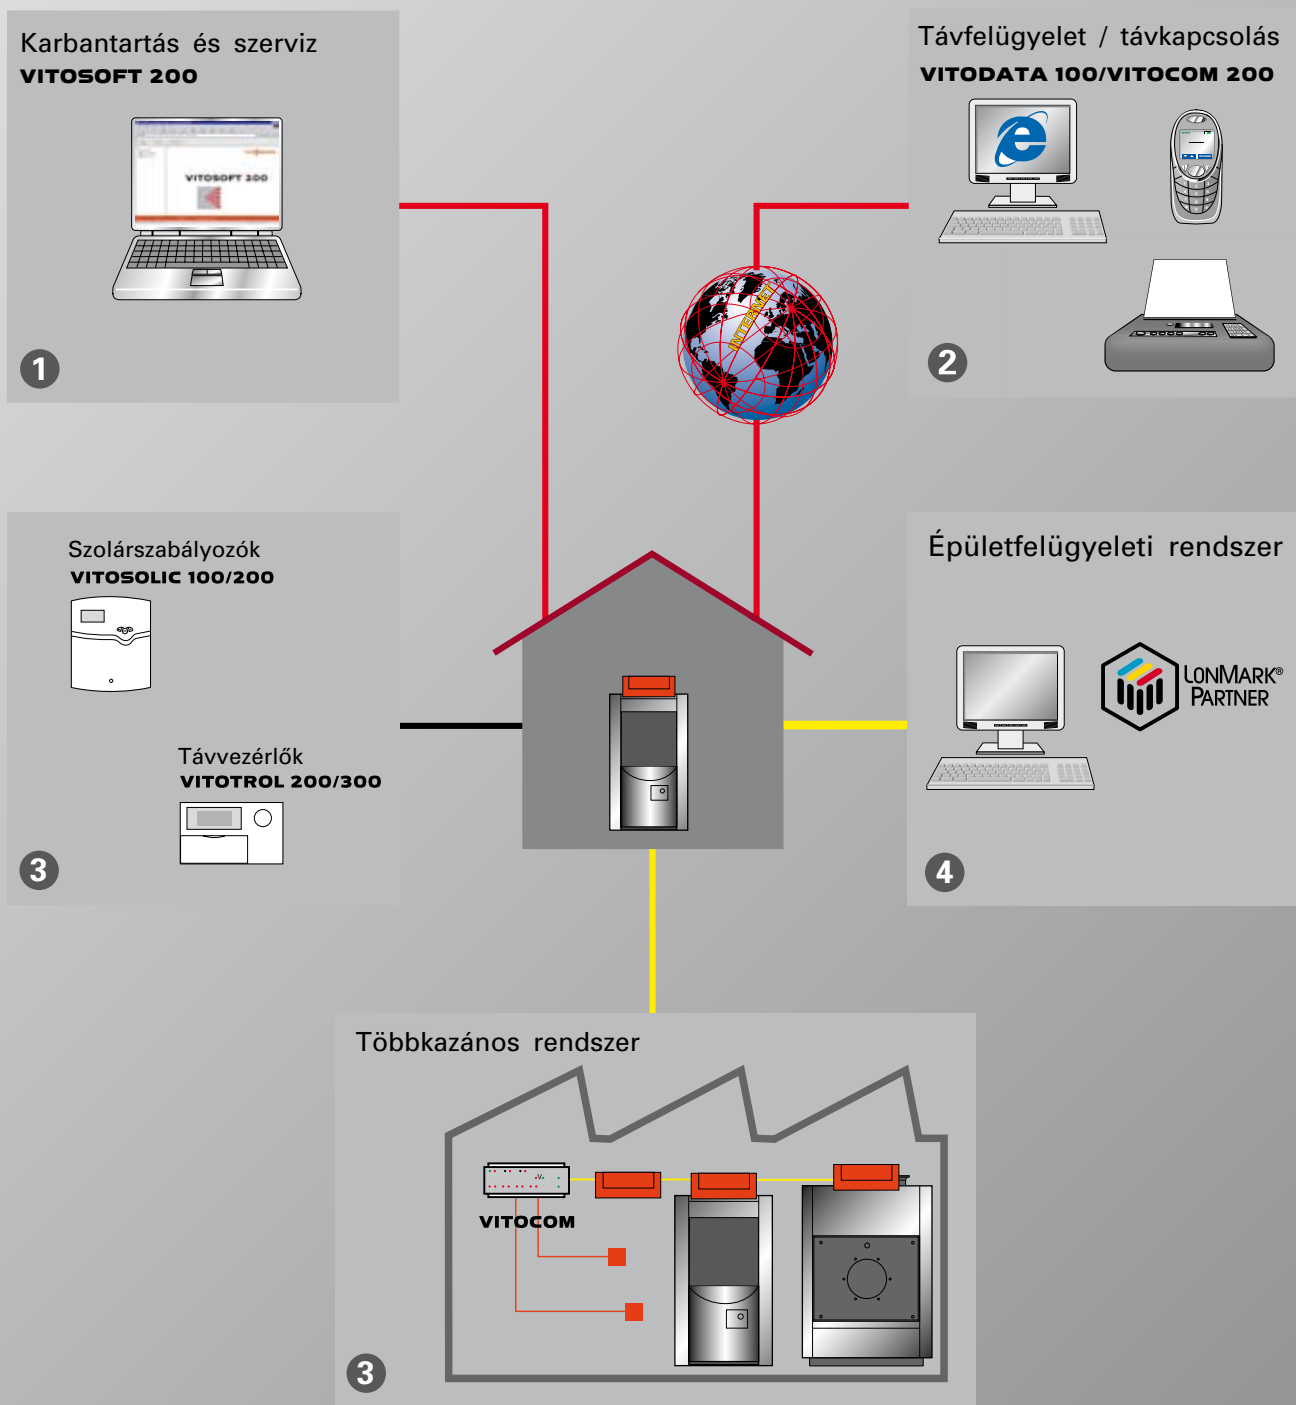 Karbantartás és szerviz
VITOSOFT 200
VITOSOFT 200
1
Távfelügyelet / távkapcsolás
VITODATA 100/VITOCOM 200
2
INTERNET
Szolárszabályozók
VITOSOLIC 100/200
Távvezérlők
VITOTROL 200/300
3
Épületfelügyeleti rendszer
LONMARK®
PARTNER
4
Többkazános rendszer
VITOCOM
3